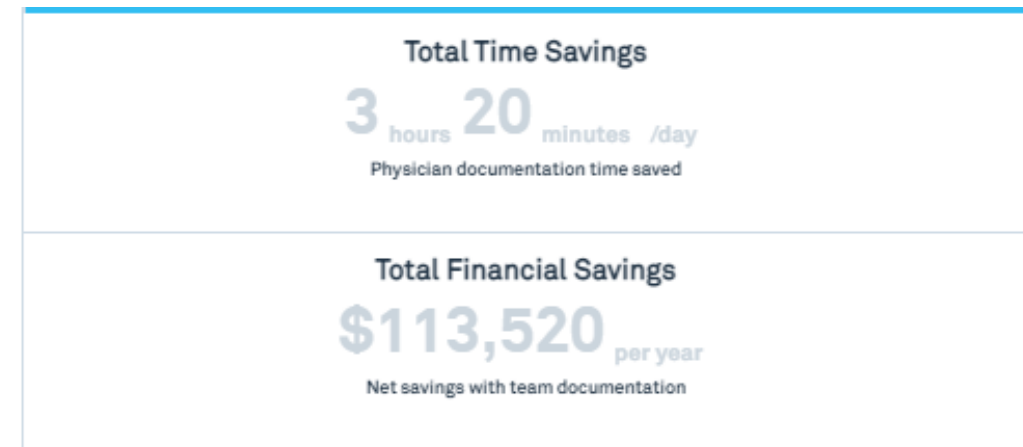 Total Time Savings
3 hours 20 minutes /day
Physician documentation time saved
Total Financial Savings
$113,520 per year
Net savings with team documentation